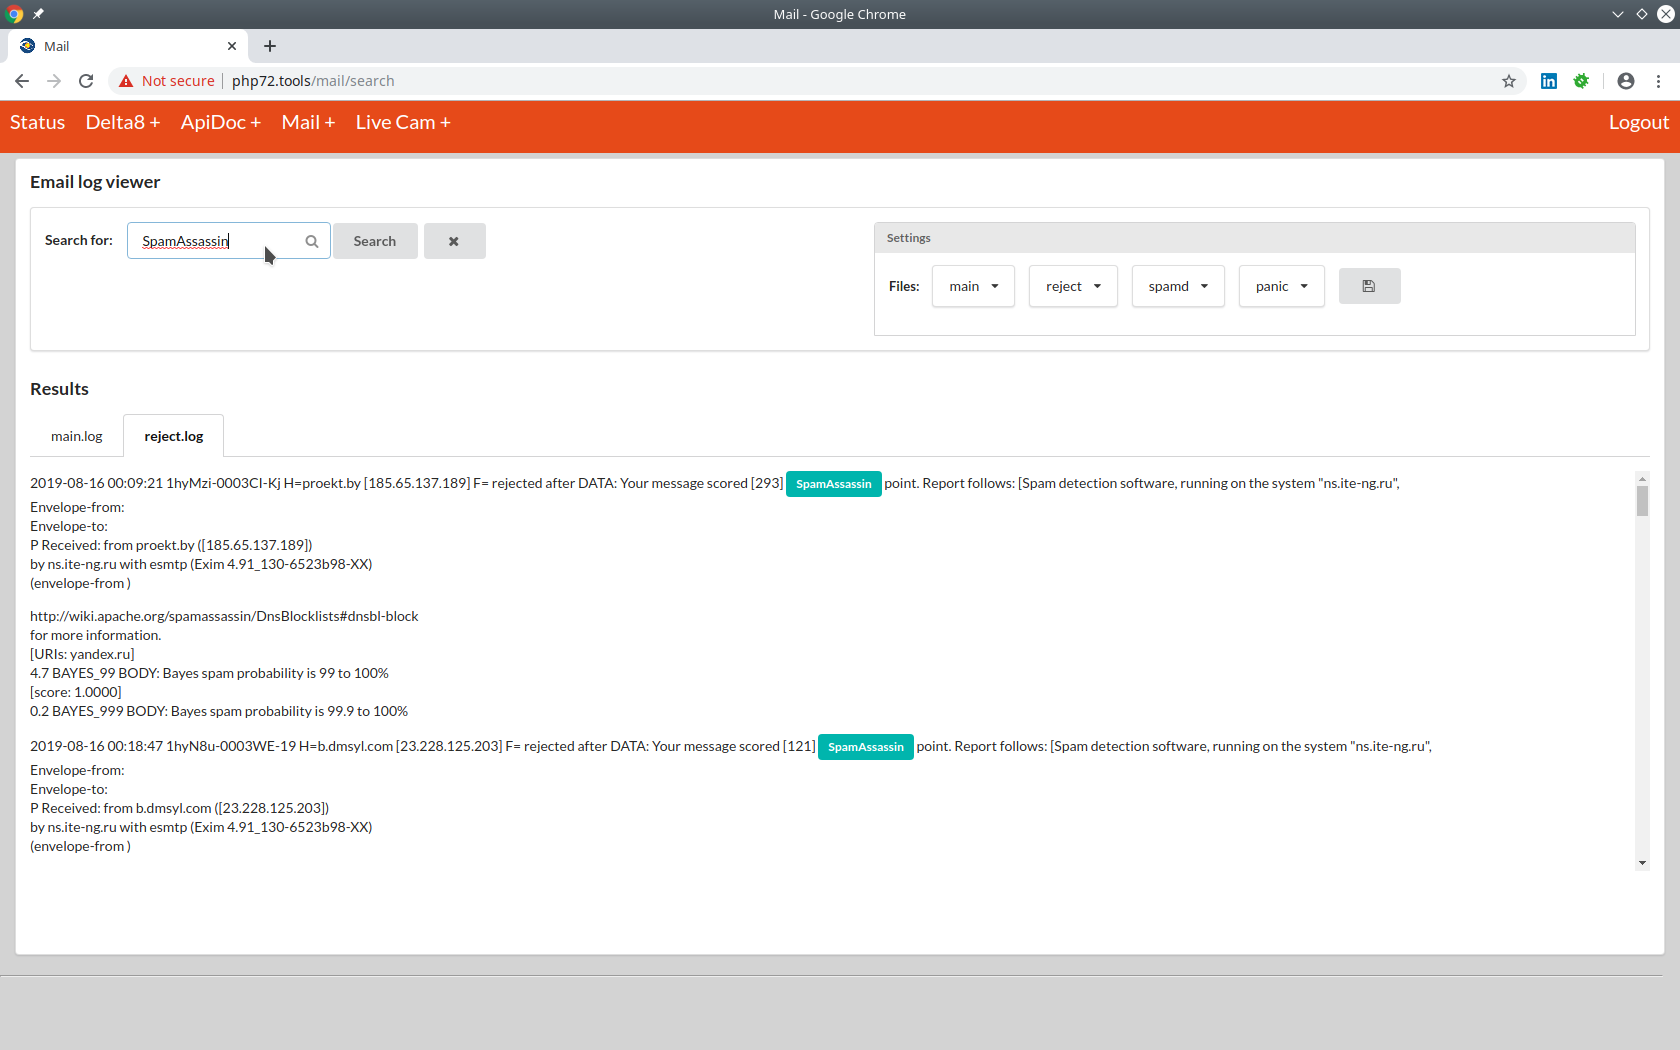 Mail - Google Chrome
Mail
Not secure php72.tools/mail/search
Status Delta8 + ApiDoc + Mail + Live Cam + Logout
Email log viewer
Search for: SpamAssassin Search
Settings
Files: main reject spamd panic
Results
main.log reject.log
2019-08-16 00:09:21 1hyMzi-0003CI-Kj H=proekt.by [185.65.137.189] F= rejected after DATA: Your message scored [293] SpamAssassin point. Report follows: [Spam detection software, running on the system "ns.ite-ng.ru",
Envelope-from:
Envelope-to:
P Received: from proekt.by ([185.65.137.189])
by ns.ite-ng.ru with esmtp (Exim 4.91_130-6523b98-XX)
(envelope-from )
http://wiki.apache.org/spamassassin/DnsBlocklists#dnsbl-block
for more information.
[URIs: yandex.ru]
4.7 BAYES_99 BODY: Bayes spam probability is 99 to 100%
[score: 1.0000]
0.2 BAYES_999 BODY: Bayes spam probability is 99.9 to 100%
2019-08-16 00:18:47 1hyN8u-0003WE-19 H=b.dmsyl.com [23.228.125.203] F= rejected after DATA: Your message scored [121] SpamAssassin point. Report follows: [Spam detection software, running on the system "ns.ite-ng.ru",
Envelope-from:
Envelope-to:
P Received: from b.dmsyl.com ([23.228.125.203])
by ns.ite-ng.ru with esmtp (Exim 4.91_130-6523b98-XX)
(envelope-from )